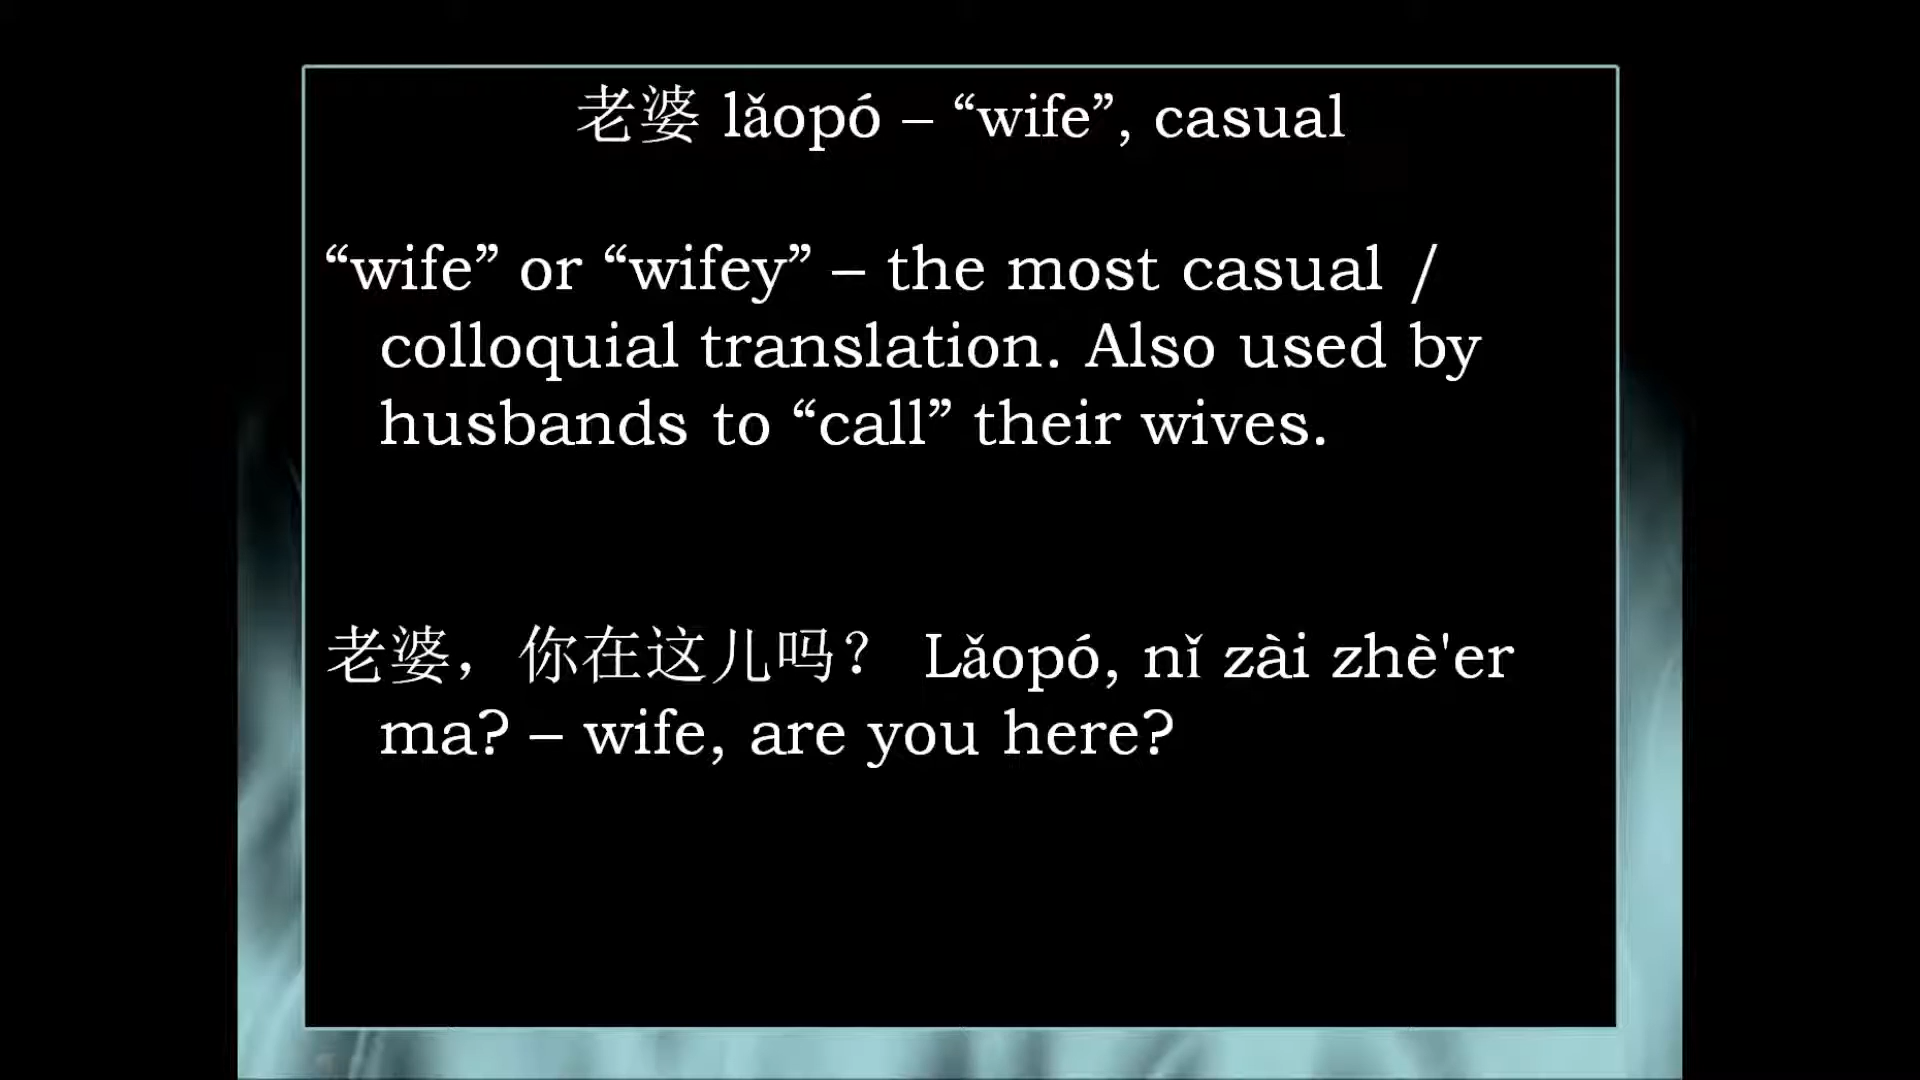 老婆 lǎopó – “wife”, casual
“wife” or “wifey” – the most casual /
colloquial translation. Also used by
husbands to “call” their wives.
老婆，你在这儿吗？ Lǎopó, nǐ zài zhè'er
ma? – wife, are you here?